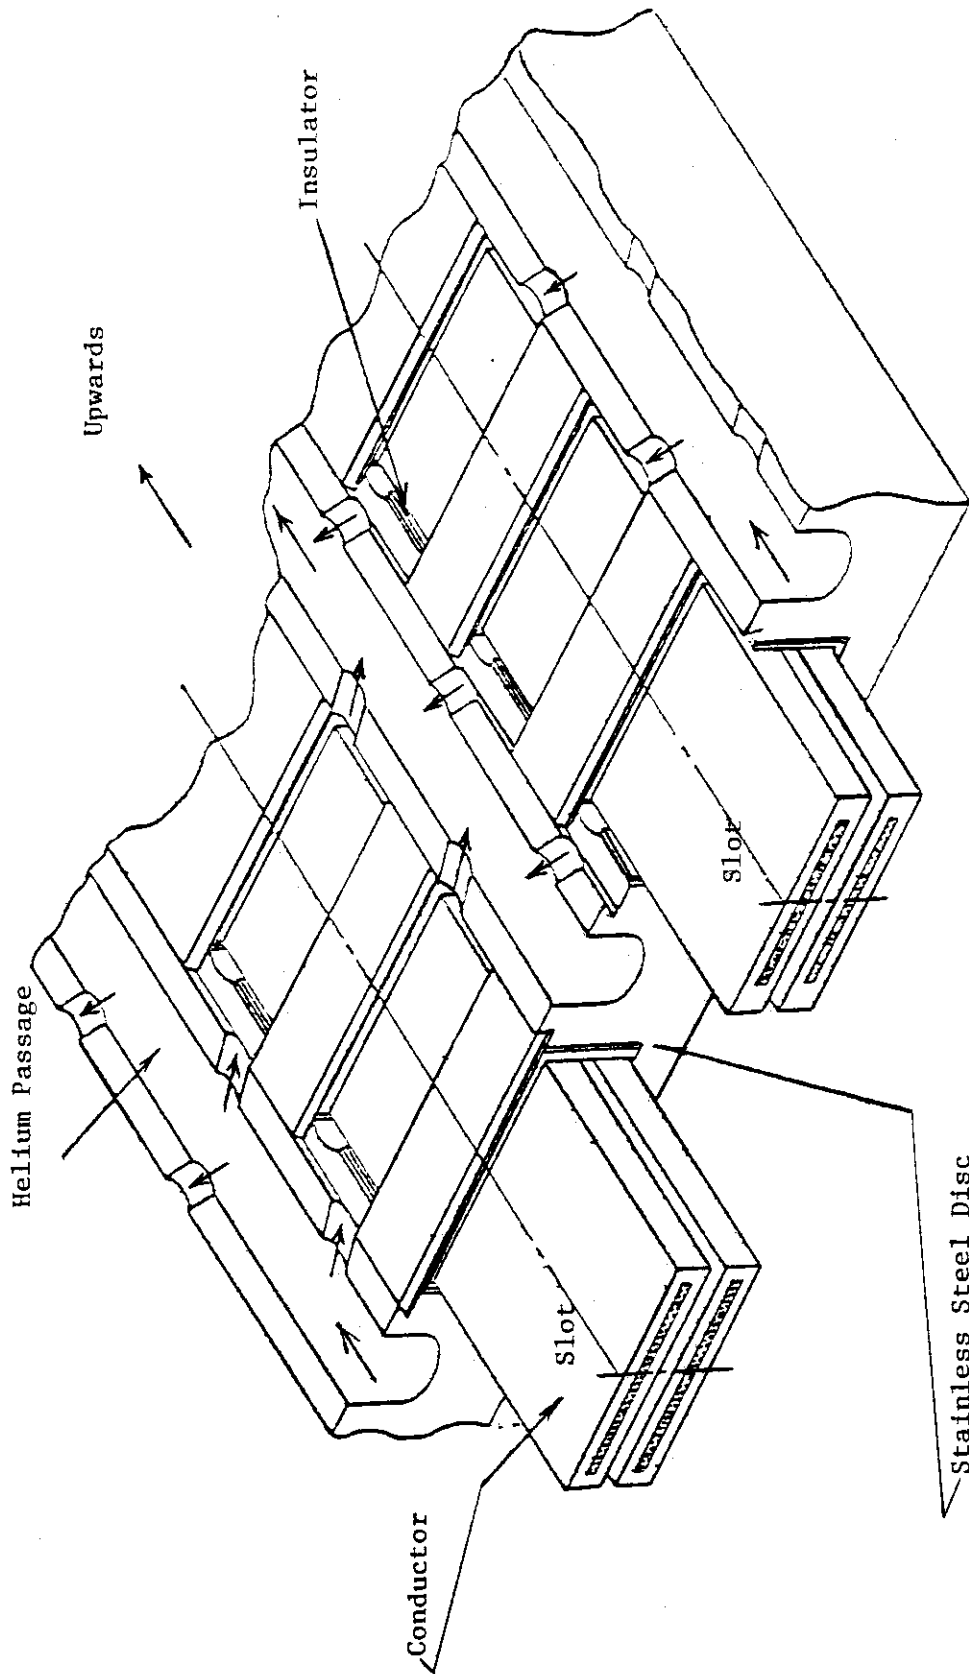 Upwards
Insulator
Helium Passage
Slot
Slot
Conductor
Stainless Steel Disc